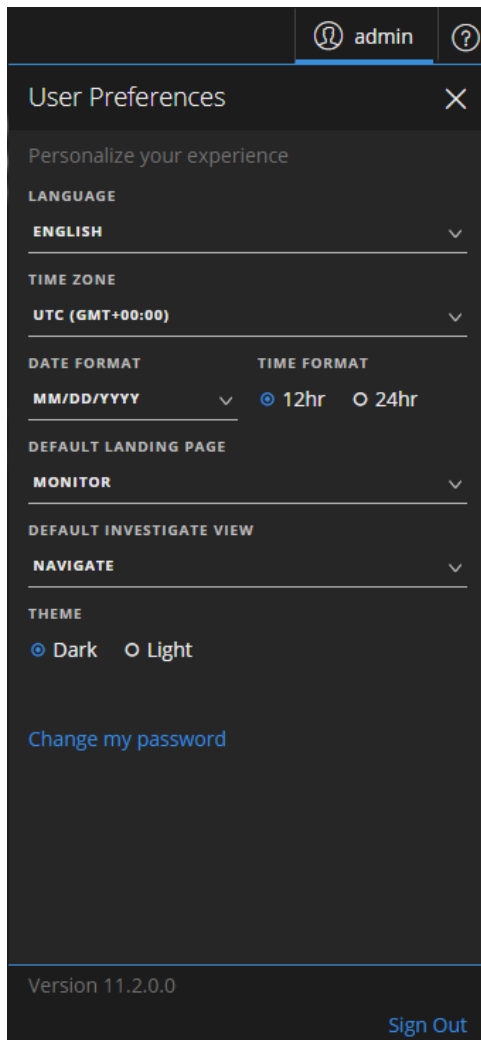 admin ?
User Preferences
Personalize your experience
LANGUAGE
ENGLISH
TIME ZONE
UTC (GMT+00:00)
DATE FORMAT TIME FORMAT
MM/DD/YYYY 12hr 24hr
DEFAULT LANDING PAGE
MONITOR
DEFAULT INVESTIGATE VIEW
NAVIGATE
THEME
Dark Light
Change my password
Version 11.2.0.0
Sign Out